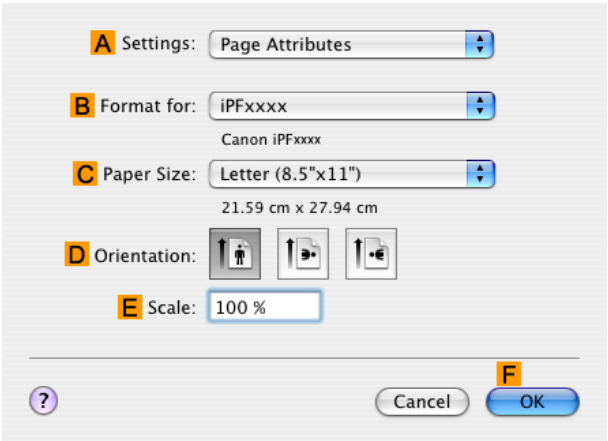 A Settings: Page Attributes
B Format for: iPFxxxx
Canon iPFxxxx
C Paper Size: Letter (8.5"x11")
21.59 cm x 27.94 cm
D Orientation:
E Scale: 100 %
F
? Cancel OK